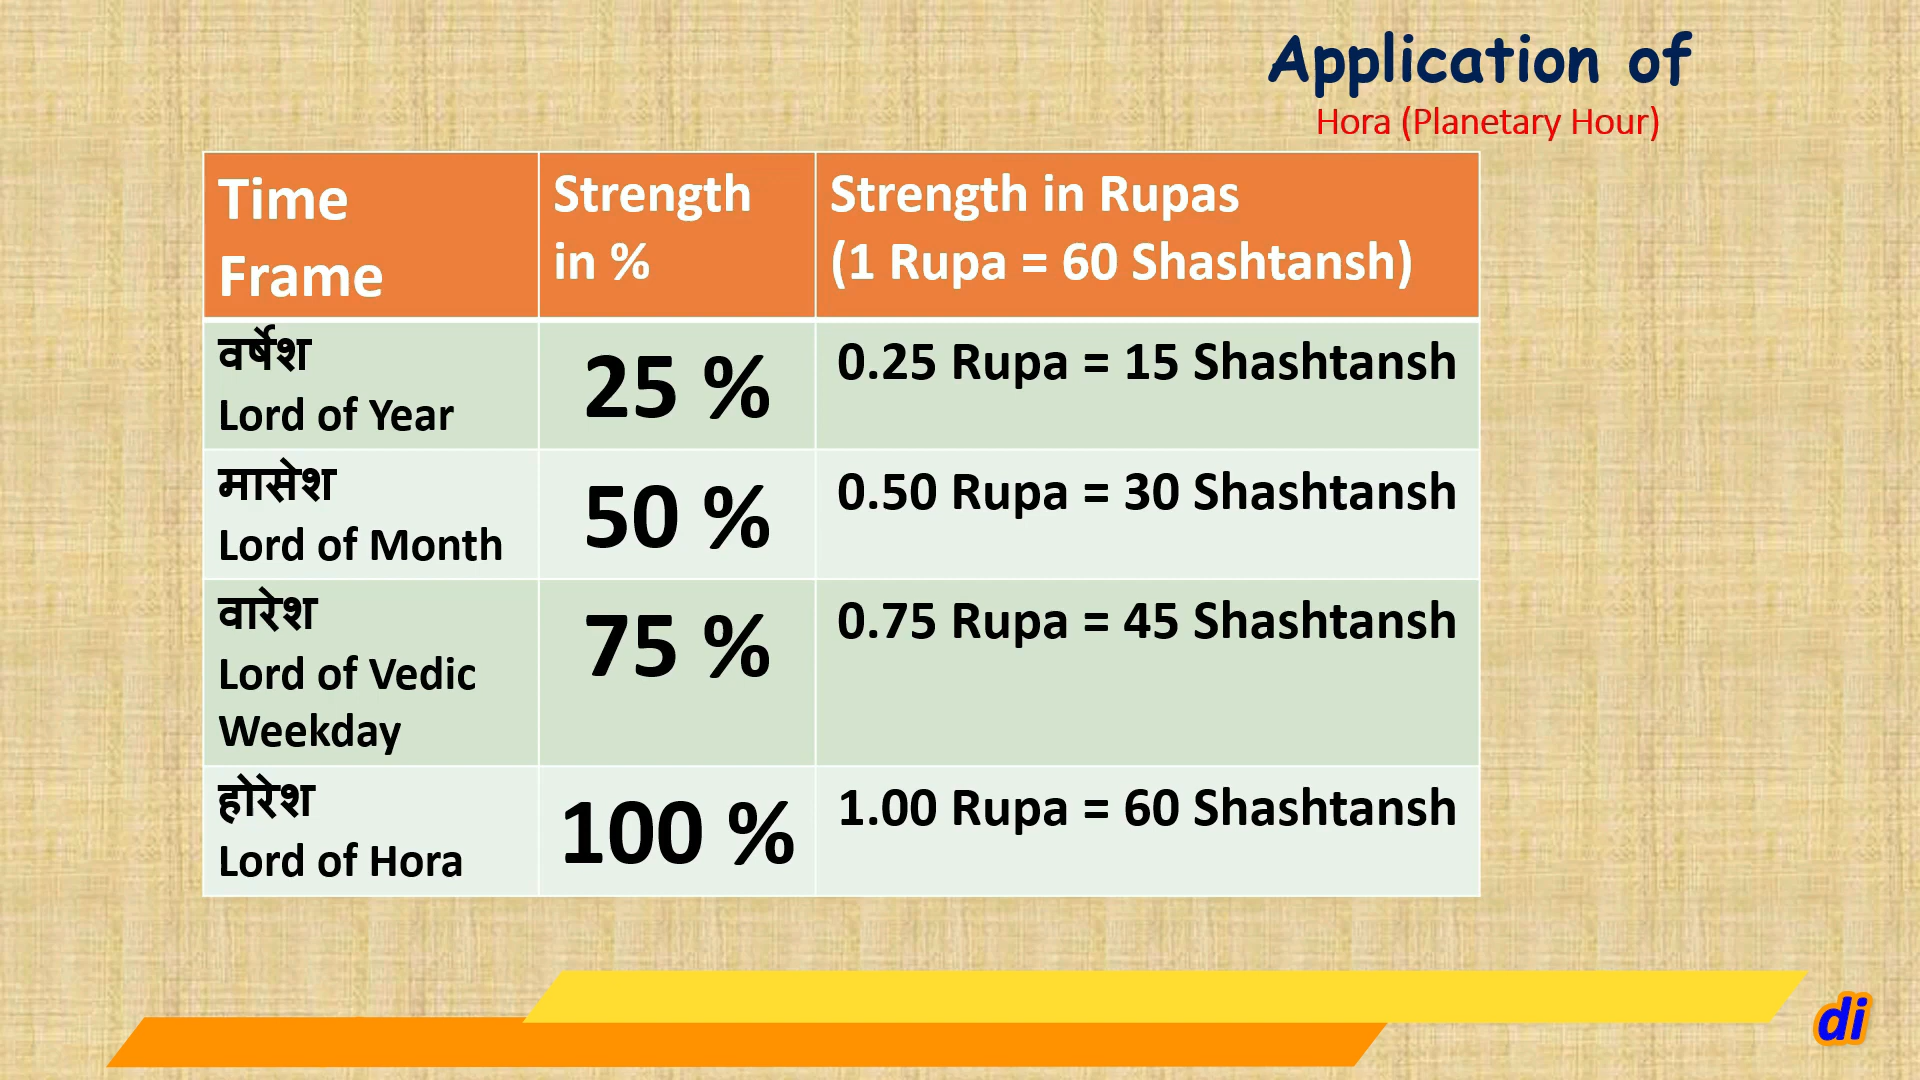 Application of
Hora (Planetary Hour)
Time
Frame
Strength
in %
Strength in Rupas
(1 Rupa = 60 Shashtansh)
वर्षेश
Lord of Year
25 %
0.25 Rupa = 15 Shashtansh
मासेश
Lord of Month
50 %
0.50 Rupa = 30 Shashtansh
वारेश
Lord of Vedic
Weekday
75 %
0.75 Rupa = 45 Shashtansh
होरेश
Lord of Hora
100 %
1.00 Rupa = 60 Shashtansh
di